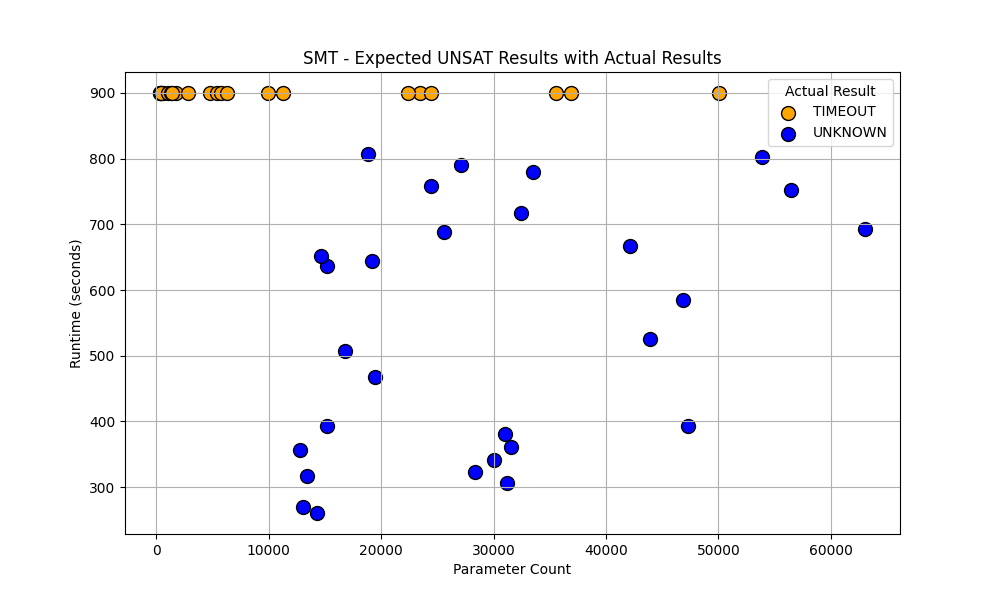 SMT - Expected UNSAT Results with Actual Results
Actual Result
TIMEOUT
UNKNOWN
Runtime (seconds)
900
800
700
600
500
400
300
0
10000
20000
30000
40000
50000
60000
Parameter Count